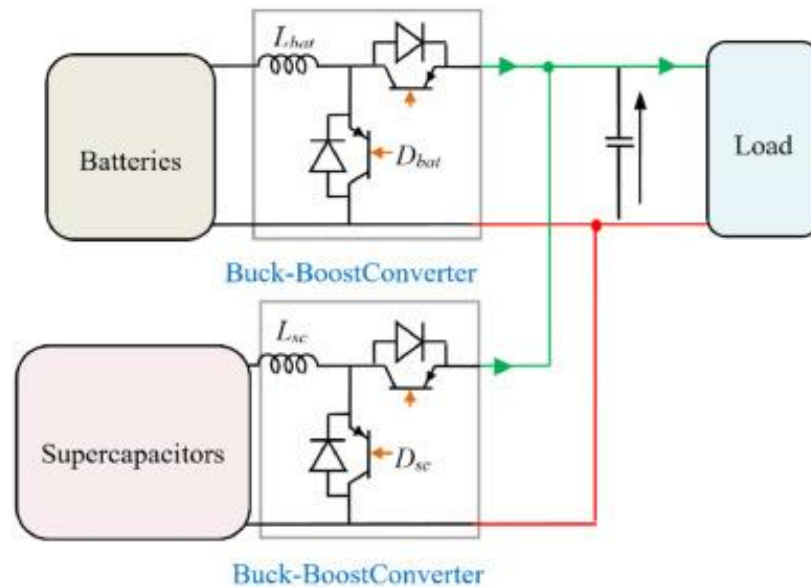 L_bat
Batteries
D_bat
Load
Buck-BoostConverter
L_sc
Supercapacitors
D_sc
Buck-BoostConverter